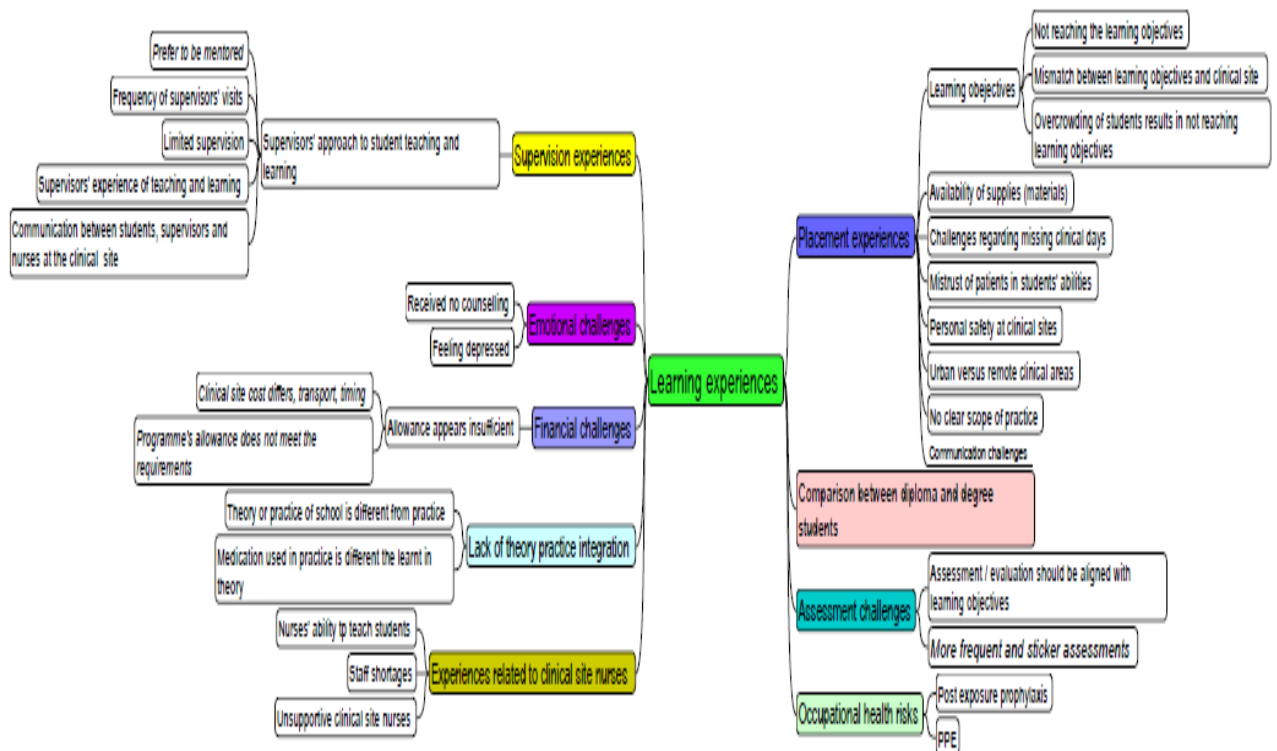 Learning experiences
Supervision experiences
Supervisors' approach to student teaching and
learning
Prefer to be mentored
Frequency of supervisors' visits
Limited supervision
Supervisors' experience of teaching and learning
Communication between students, supervisors and
nurses at the clinical site
Emotional challenges
Received no counselling
Feeling depressed
Financial challenges
Allowance appears insufficient
Clinical site cost differs, transport, timing
Programme's allowance does not meet the
requirements
Lack of theory practice integration
Theory or practice of school is different from practice
Medication used in practice is different the learnt in
theory
Experiences related to clinical site nurses
Nurses' ability tp teach students
Staff shortages
Unsupportive clinical site nurses
Placement experiences
Learning obejectives
Not reaching the learning objectives
Mismatch between learning objectives and clinical site
Overcrowding of students results in not reaching
learning objectives
Availability of supplies (materials)
Challenges regarding missing clinical days
Mistrust of patients in students' abilities
Personal safety at clinical sites
Urban versus remote clinical areas
No clear scope of practice
Communication challenges
Comparison between diploma and degree
students
Assessment challenges
Assessment / evaluation should be aligned with
learning objectives
More frequent and sticker assessments
Occupational health risks
Post exposure prophylaxis
PPE